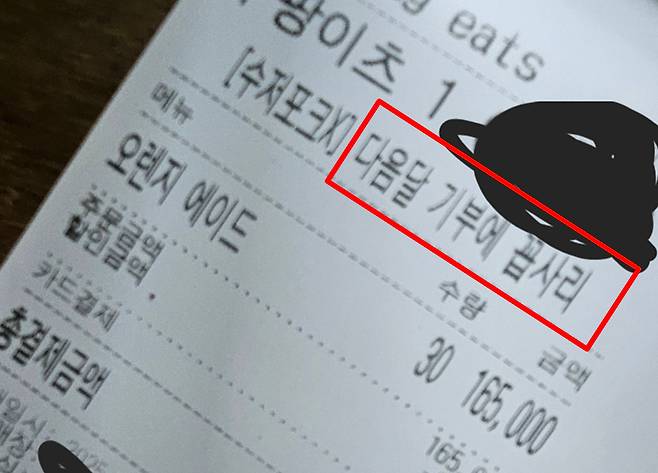 eats
팡이츠 1
[수저포크X] 다음달 기부에 꼽사리
메뉴 수량 금액
오렌지 에이드 30 165,000
주문금액 165,
할인금액
카드결제
총결제금액